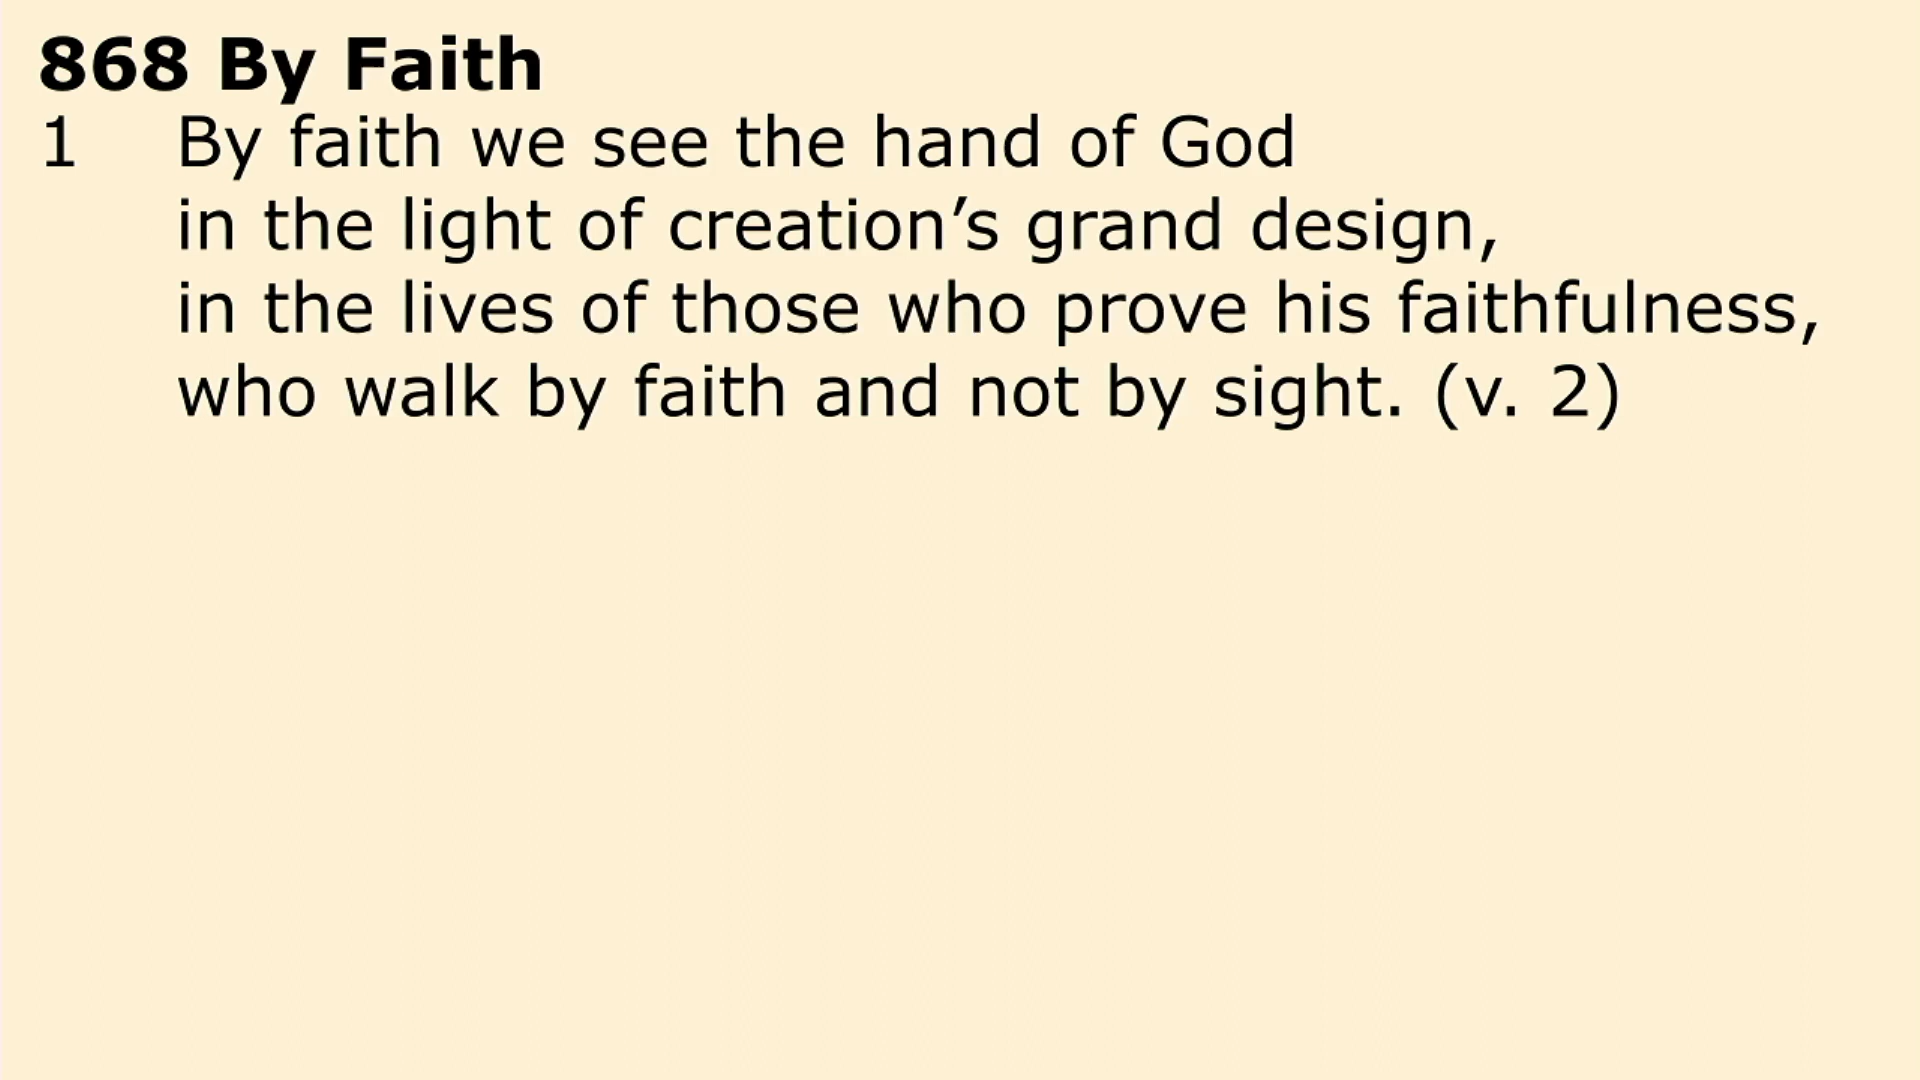 868 By Faith
1 By faith we see the hand of God
in the light of creation’s grand design,
in the lives of those who prove his faithfulness,
who walk by faith and not by sight. (v. 2)